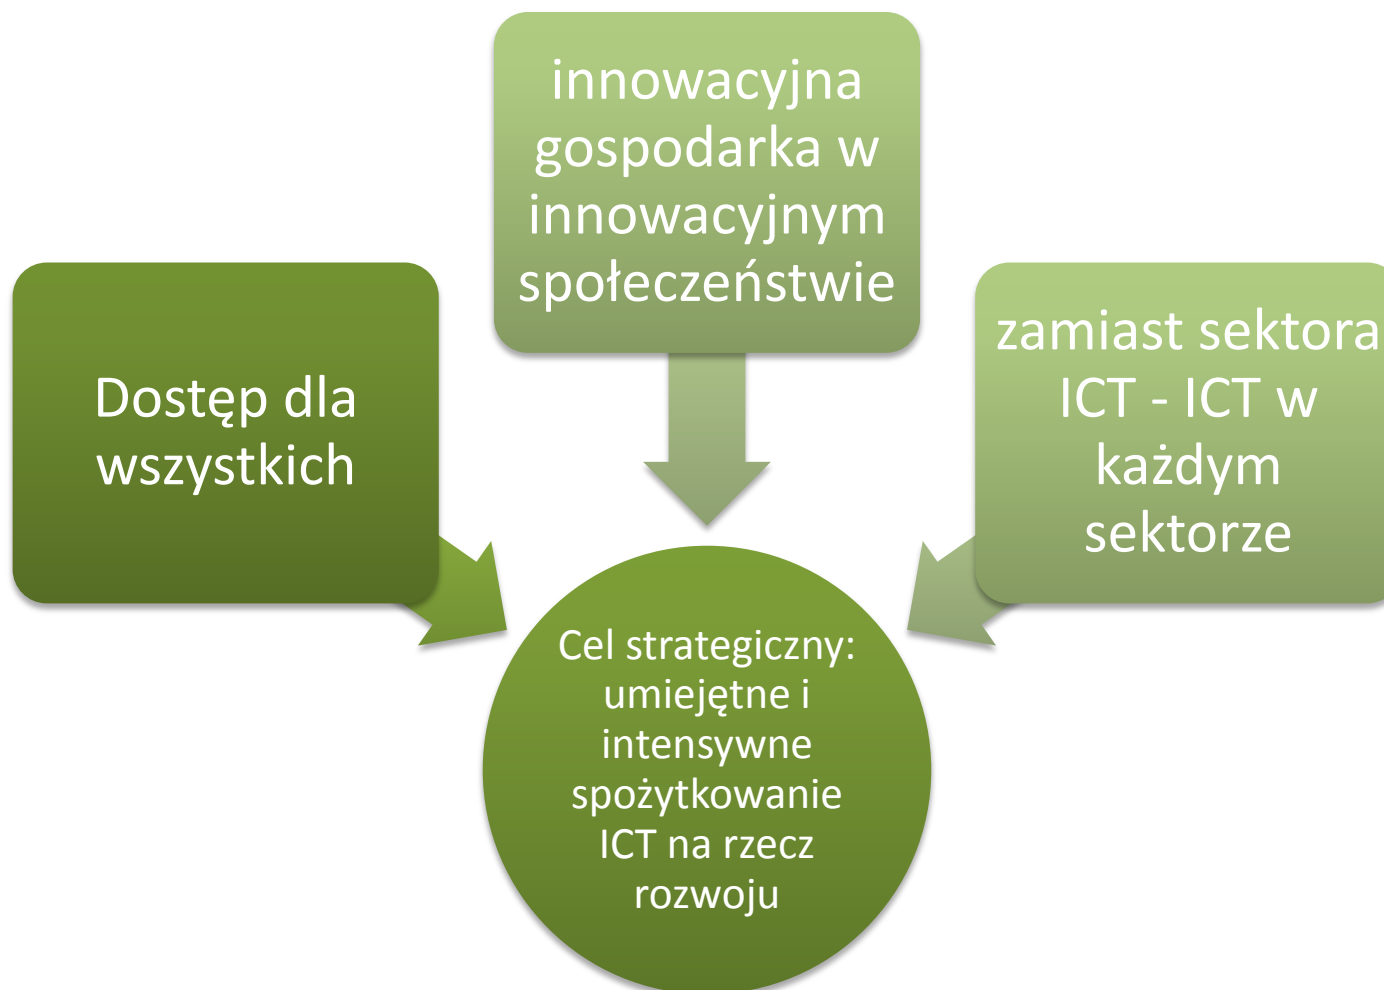 innowacyjna
gospodarka w
innowacyjnym
społeczeństwie
Dostęp dla
wszystkich
zamiast sektora
ICT - ICT w
każdym
sektorze
Cel strategiczny:
umiejętne i
intensywne
spożytkowanie
ICT na rzecz
rozwoju